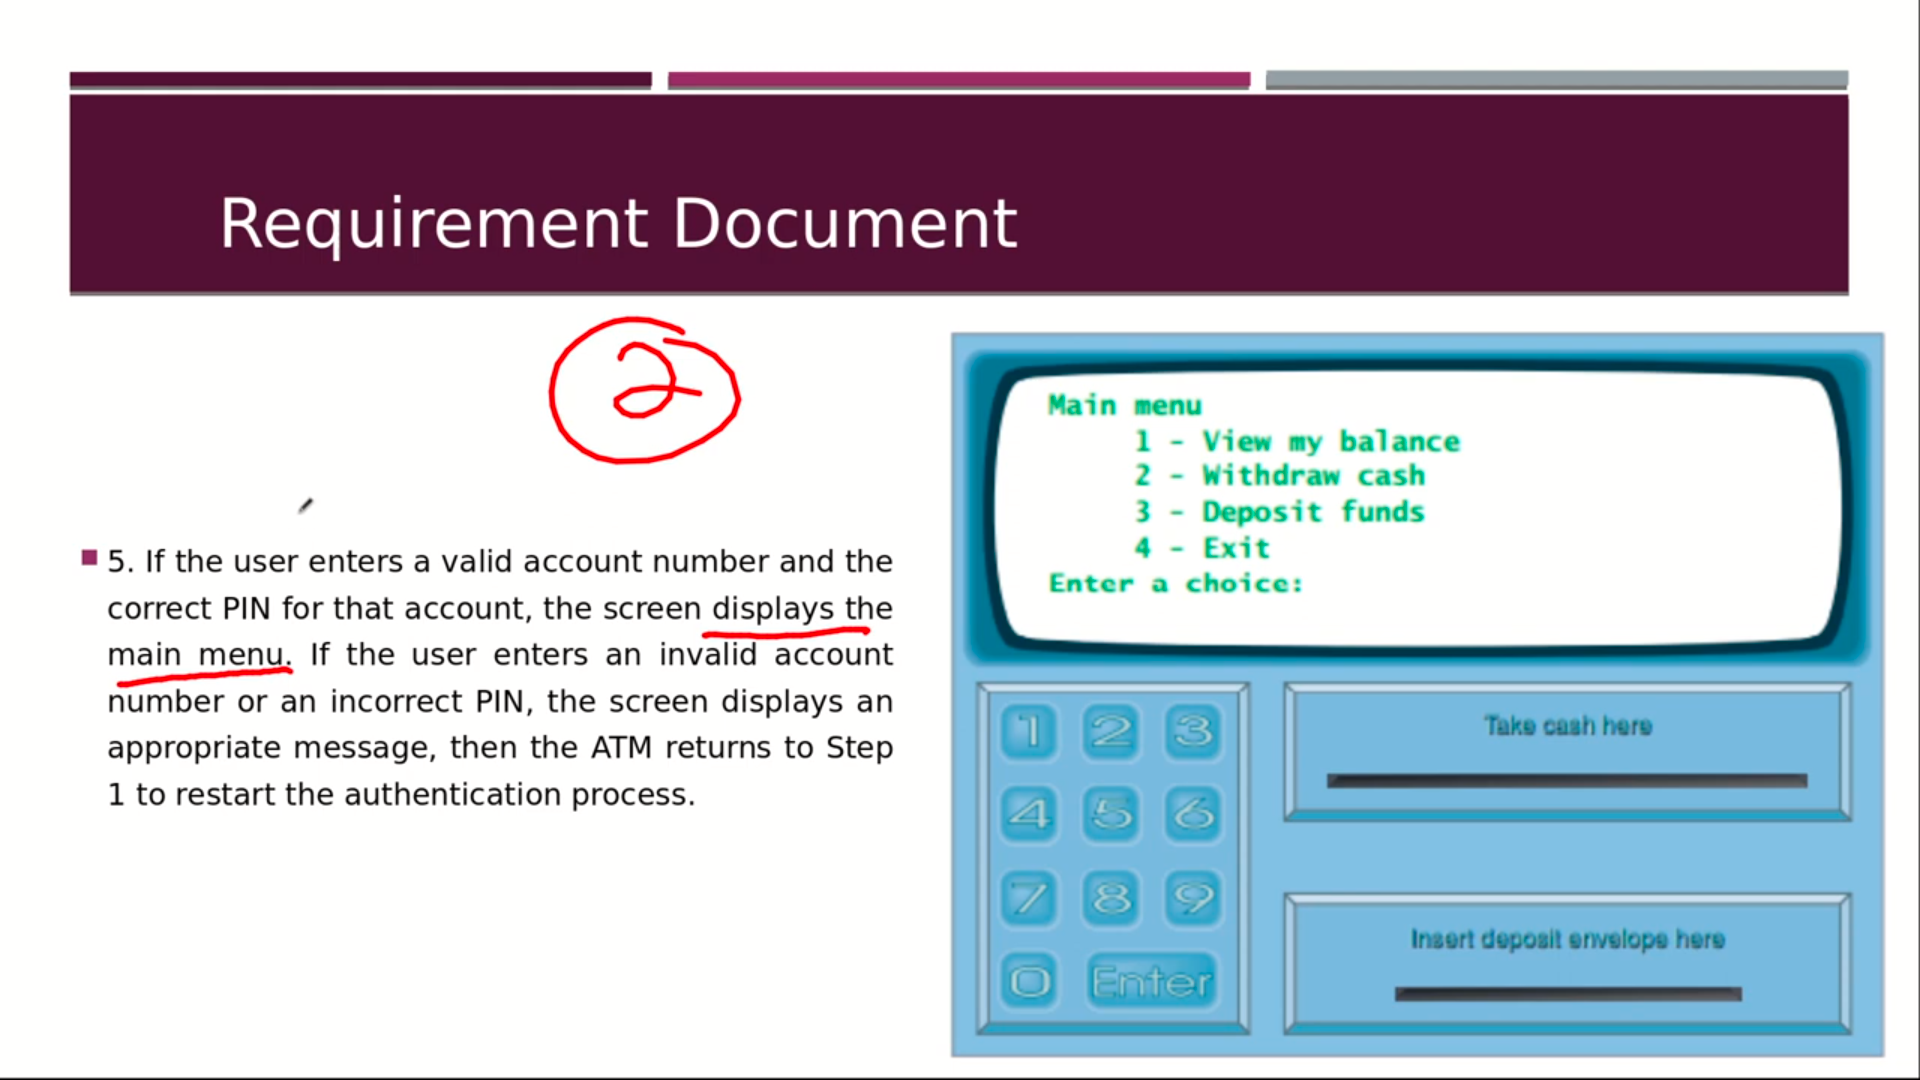 Requirement Document
2
5. If the user enters a valid account number and the
correct PIN for that account, the screen displays the
main menu. If the user enters an invalid account
number or an incorrect PIN, the screen displays an
appropriate message, then the ATM returns to Step
1 to restart the authentication process.
Main menu
1 - View my balance
2 - Withdraw cash
3 - Deposit funds
4 - Exit
Enter a choice:
1 2 3
4 5 6
7 8 9
0 Enter
Take cash here
Insert deposit envelope here